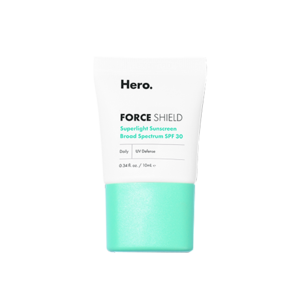 Hero.
FORCE SHIELD
Superlight Sunscreen
Broad Spectrum SPF 30
Daily | UV Defense
0.34 fl oz. / 10ml e